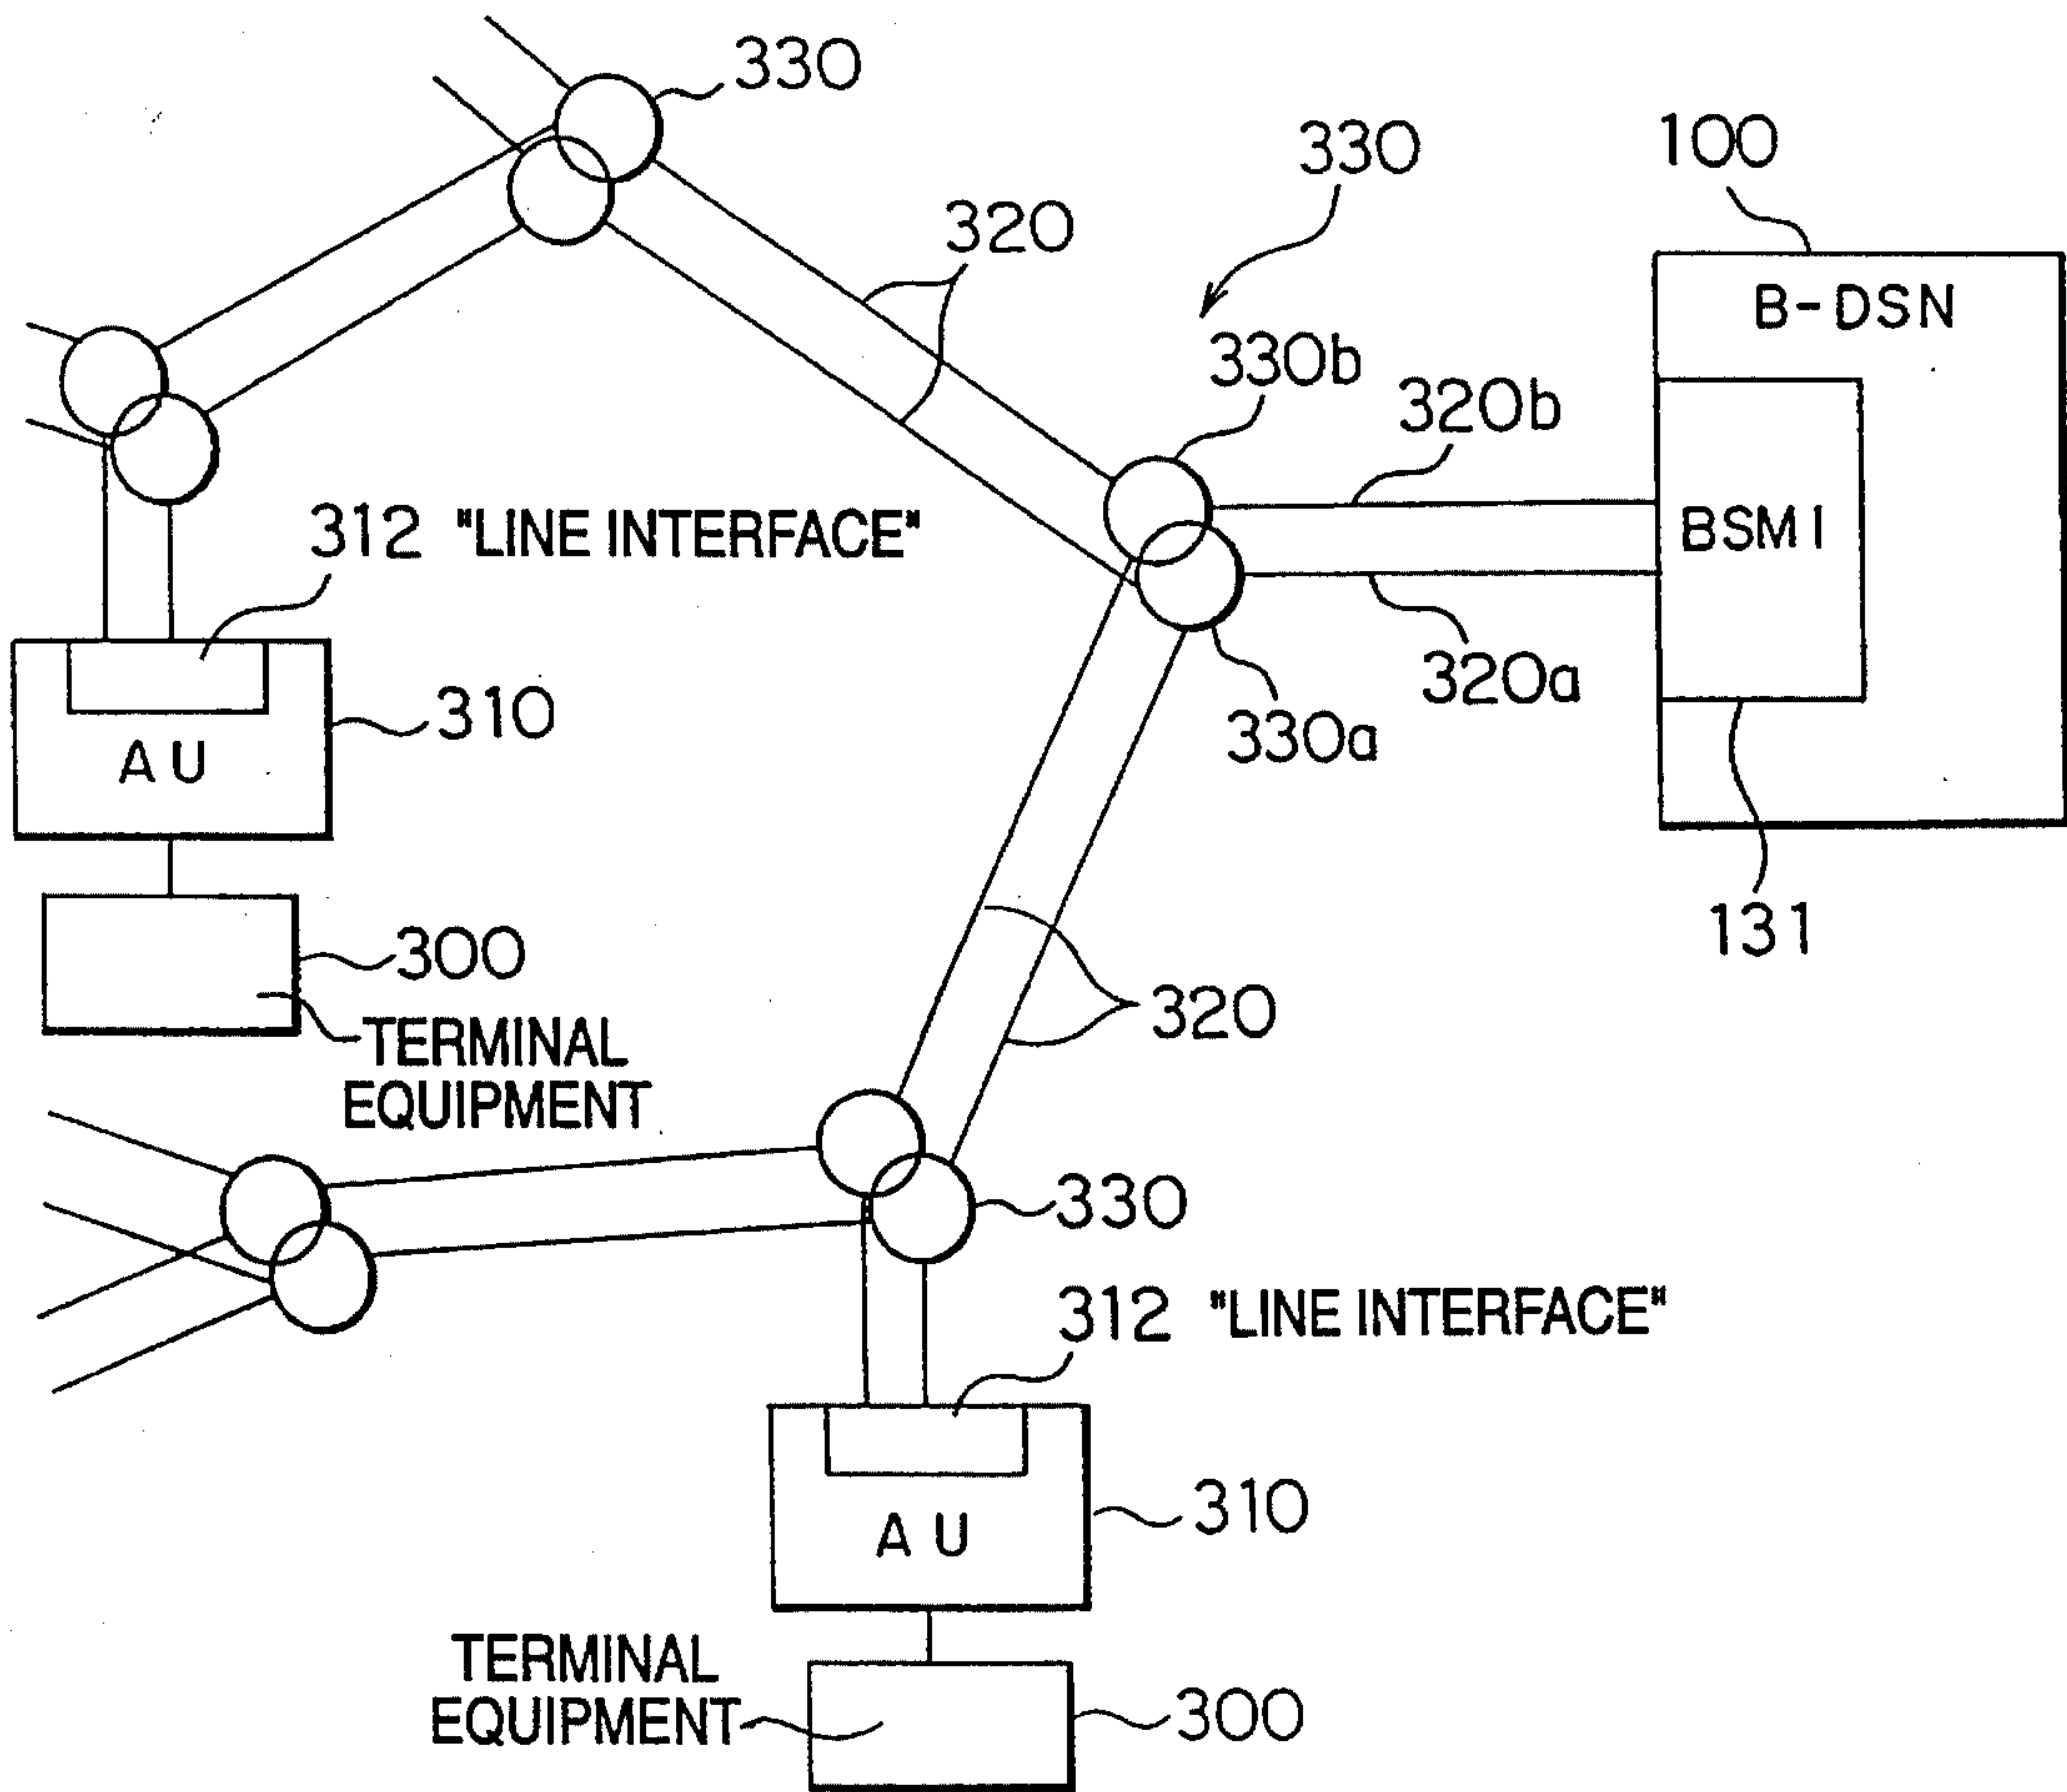 330
330
100
320
B-DSN
330b
320b
312 "LINE INTERFACE"
BSMI
320a
310
330a
AU
131
300
320
TERMINAL
EQUIPMENT
330
312 "LINE INTERFACE"
310
AU
TERMINAL
EQUIPMENT
300